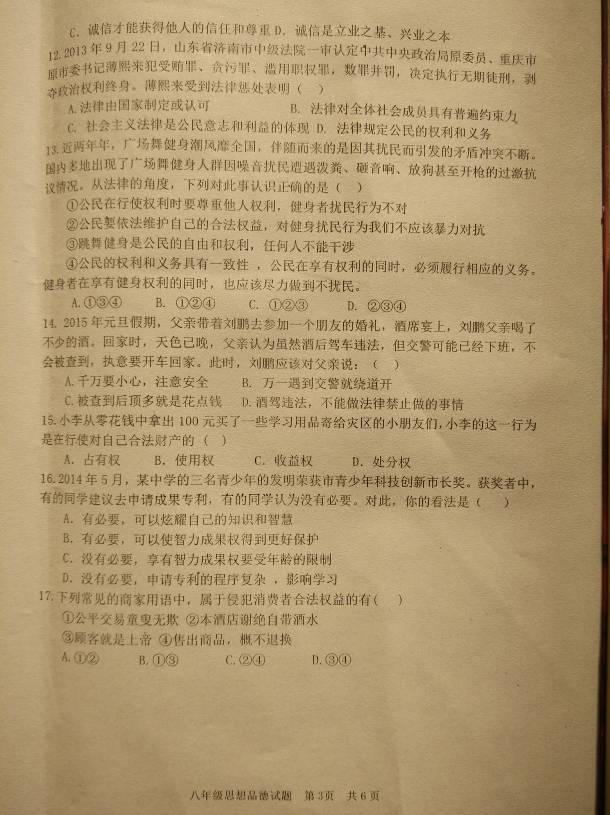 C. 诚信才能获得他人的信任和尊重 D. 诚信是立业之基、兴业之本
12.2013年9月22日，山东省济南市中级法院一审认定中共中央政治局原委员、重庆市
原市委书记薄熙来犯受贿罪、贪污罪、滥用职权罪，数罪并罚，决定执行无期徒刑，剥
夺政治权利终身。薄熙来受到法律惩处表明（ ）
A.法律由国家制定或认可 B. 法律对全体社会成员具有普遍约束力
C. 社会主义法律是公民意志和利益的体现 D. 法律规定公民的权利和义务
13.近两年年，广场舞健身潮风靡全国，伴随而来的是因其扰民而引发的矛盾冲突不断。
国内多地出现了广场舞健身人群因噪音扰民遭遇泼粪、砸音响、放狗甚至开枪的过激抗
议情况。从法律的角度，下列对此事认识正确的是（ ）
①公民在行使权利时要尊重他人权利，健身者扰民行为不对
②公民要依法维护自己的合法权益，对健身扰民行为我们不应该暴力对抗
③跳舞健身是公民的自由和权利，任何人不能干涉
④公民的权利和义务具有一致性 ，公民在享有权利的同时，必须履行相应的义务。
健身者在享有健身权利的同时，也应该尽力做到不扰民。
A.①③④ B. ①②④ C. ①②③ D. ②③④
14. 2015年元旦假期，父亲带着刘鹏去参加一个朋友的婚礼，酒席宴上，刘鹏父亲喝了
不少的酒。回家时，天色已晚，父亲认为虽然酒后驾车违法，但交警可能已经下班，不
会被查到，执意要开车回家。此时，刘鹏应该对父亲说：（ ）
A.千万要小心，注意安全 B. 万一遇到交警就绕道开
C.被查到后顶多就是花点钱 D.酒驾违法，不能做法律禁止做的事情
15.小李从零花钱中拿出100元买了一些学习用品寄给灾区的小朋友们,小李的这一行为
是在行使对自己合法财产的（ ）
A. 占有权 B. 使用权 C. 收益权 D. 处分权
16.2014年5月，某中学的三名青少年的发明荣获市青少年科技创新市长奖。获奖者中，
有的同学建议去申请成果专利，有的同学认为没有必要。对此，你的看法是（ ）
A. 有必要，可以炫耀自己的知识和智慧
B. 有必要，可以使智力成果权得到更好保护
C. 没有必要，享有智力成果权要受年龄的限制
D. 没有必要，申请专利的程序复杂 ，影响学习
17.下列常见的商家用语中，属于侵犯消费者合法权益的有( )
①公平交易童叟无欺 ②本酒店谢绝自带酒水
③顾客就是上帝 ④售出商品，概不退换
A.①② B.①③ C.②④ D.③④
八年级思想品德试题 第3页 共6页